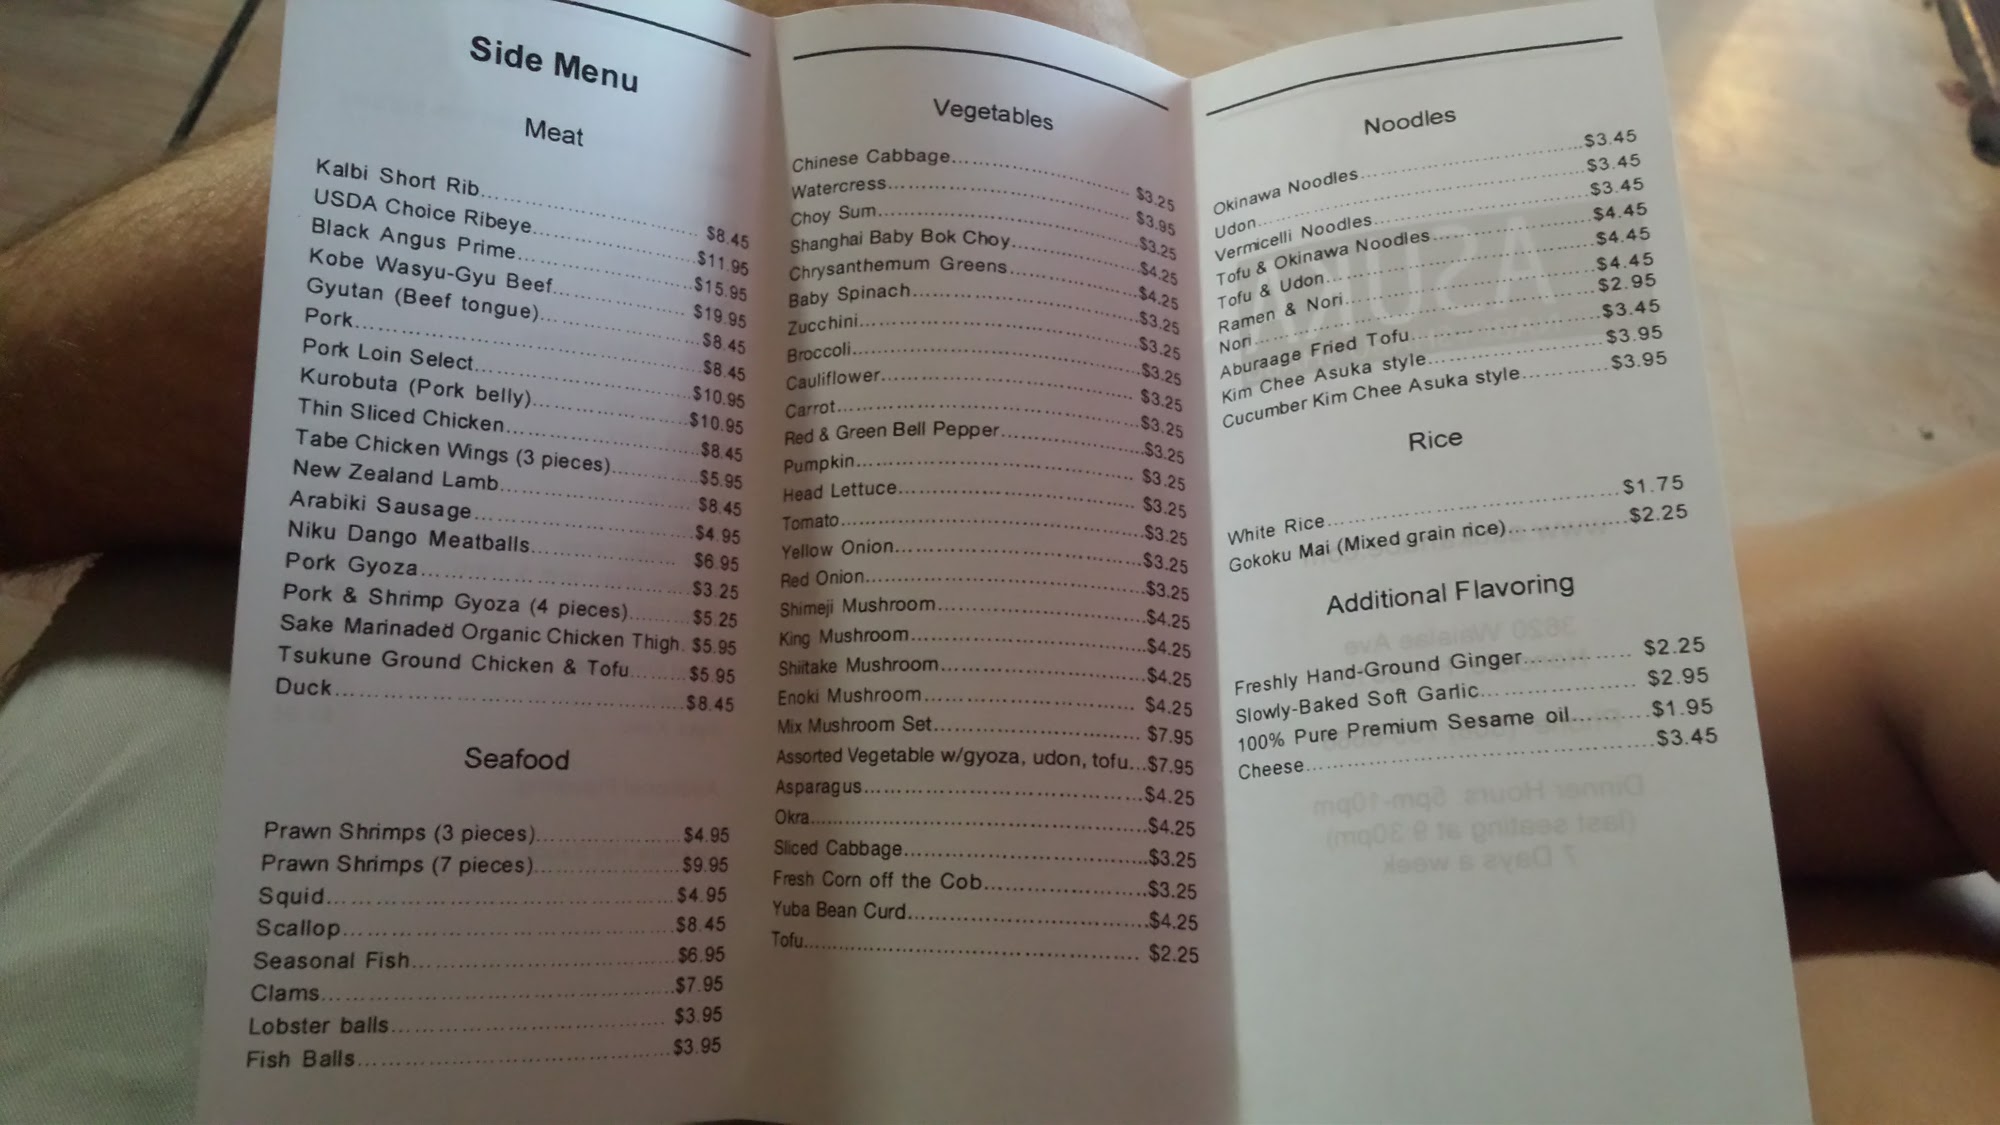 Side Menu
Meat
Kalbi Short Rib........................... $8.45
USDA Choice Ribeye.....................$11.95
Black Angus Prime.......................$15.95
Kobe Wasyu-Gyu Beef................. $19.95
Gyutan (Beef tongue)....................$8.45
Pork............................................$8.45
Pork Loin Select...........................$10.95
Kurobuta (Pork belly)....................$10.95
Thin Sliced Chicken......................$8.45
Tabe Chicken Wings (3 pieces)...........$5.95
New Zealand Lamb........................$8.45
Arabiki Sausage...........................$4.95
Niku Dango Meatballs................... $6.95
Pork Gyoza..................................$3.25
Pork & Shrimp Gyoza (4 pieces).........$5.25
Sake Marinaded Organic Chicken Thigh. $5.95
Tsukune Ground Chicken & Tofu........$5.95
Duck...........................................$8.45
Seafood
Prawn Shrimps (3 pieces)................$4.95
Prawn Shrimps (7 pieces)................$9.95
Squid..........................................$4.95
Scallop........................................$8.45
Seasonal Fish..............................$6.95
Clams.........................................$7.95
Lobster balls............................... $3.95
Fish Balls....................................$3.95
Vegetables
Chinese Cabbage.......................... $3.25
Watercress................................... $3.95
Choy Sum.....................................$3.25
Shanghai Baby Bok Choy.................$4.25
Chrysanthemum Greens..................$4.25
Baby Spinach................................$3.25
Zucchini.......................................$3.25
Broccoli........................................$3.25
Cauliflower................................... $3.25
Carrot..........................................$3.25
Red & Green Bell Pepper.................$3.25
Pumpkin...................................... $3.25
Head Lettuce................................ $3.25
Tomato.........................................$3.25
Yellow Onion.................................$3.25
Red Onion....................................$3.25
Shimeji Mushroom.........................$4.25
King Mushroom.............................$4.25
Shiitake Mushroom........................$4.25
Enoki Mushroom........................... $4.25
Mix Mushroom Set......................... $7.95
Assorted Vegetable w/gyoza, udon, tofu...$7.95
Asparagus....................................$4.25
Okra............................................$4.25
Sliced Cabbage.............................$3.25
Fresh Corn off the Cob....................$3.25
Yuba Bean Curd.............................$4.25
Tofu............................................ $2.25
Noodles
Okinawa Noodles...........................$3.45
Udon...........................................$3.45
Vermicelli Noodles.........................$3.45
Tofu & Okinawa Noodles..................$4.45
Tofu & Udon.................................$4.45
Ramen & Nori...............................$4.45
Nori............................................$2.95
Aburaage Fried Tofu.......................$3.45
Kim Chee Asuka style.....................$3.95
Cucumber Kim Chee Asuka style............$3.95
Rice
White Rice....................................$1.75
Gokoku Mai (Mixed grain rice)...............$2.25
Additional Flavoring
Freshly Hand-Ground Ginger............. $2.25
Slowly-Baked Soft Garlic.................. $2.95
100% Pure Premium Sesame oil..........$1.95
Cheese........................................$3.45